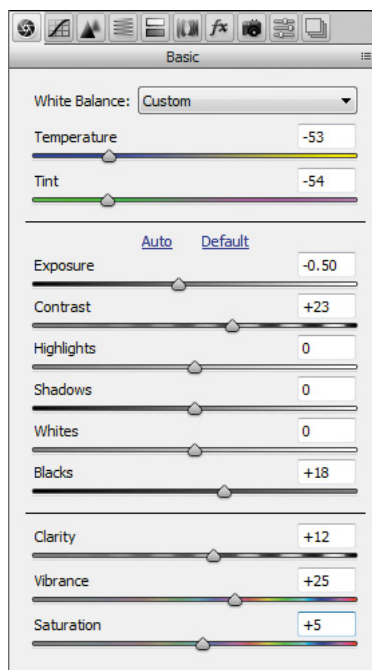 fx
Basic
White Balance: Custom
Temperature -53
Tint -54
Auto Default
Exposure -0.50
Contrast +23
Highlights 0
Shadows 0
Whites 0
Blacks +18
Clarity +12
Vibrance +25
Saturation +5